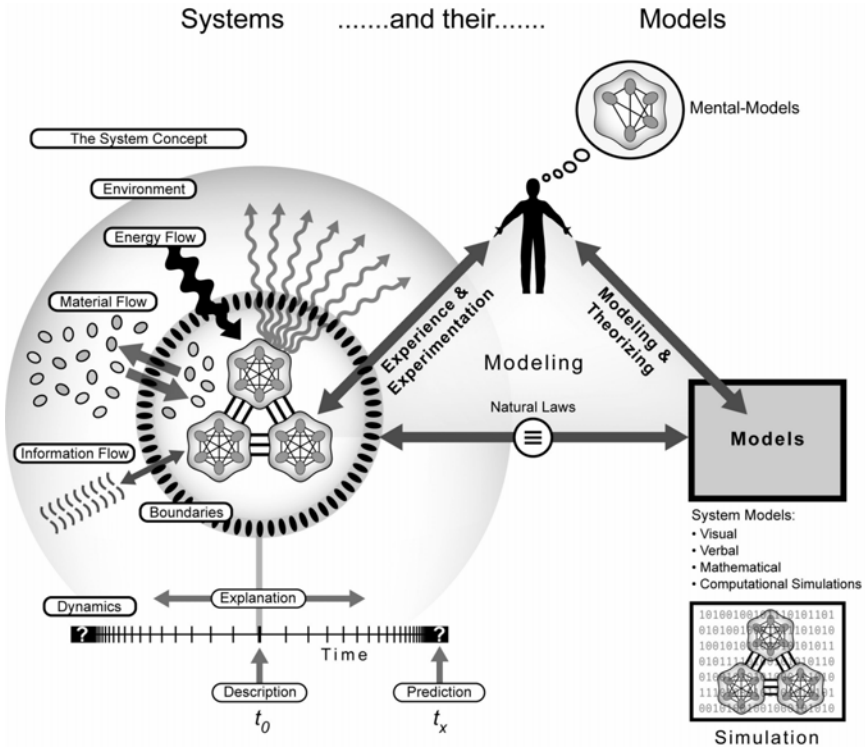 Systems .......and their....... Models
Mental-Models
The System Concept
Environment
Energy Flow
Material Flow
Experience &
Experimentation
Modeling &
Theorizing
Modeling
Natural Laws
Models
Information Flow
Boundaries
System Models:
• Visual
• Verbal
• Mathematical
• Computational Simulations
Explanation
Dynamics
? ?
Time
Description
Prediction
t0
tx
Simulation